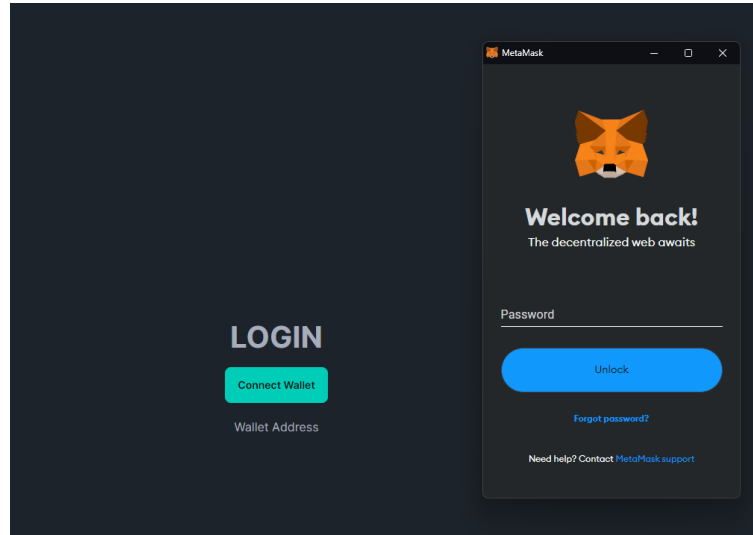 LOGIN
Connect Wallet
Wallet Address
MetaMask
Welcome back!
The decentralized web awaits
Password
Unlock
Forgot password?
Need help? Contact MetaMask support